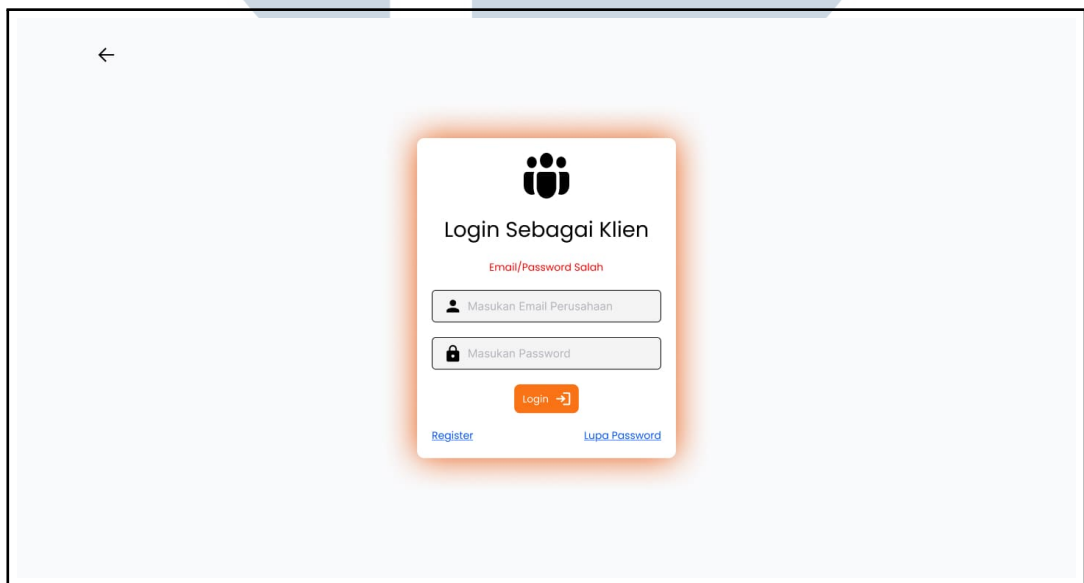 Login Sebagai Klien
Email/Password Salah
Masukan Email Perusahaan
Masukan Password
Login
Register Lupa Password